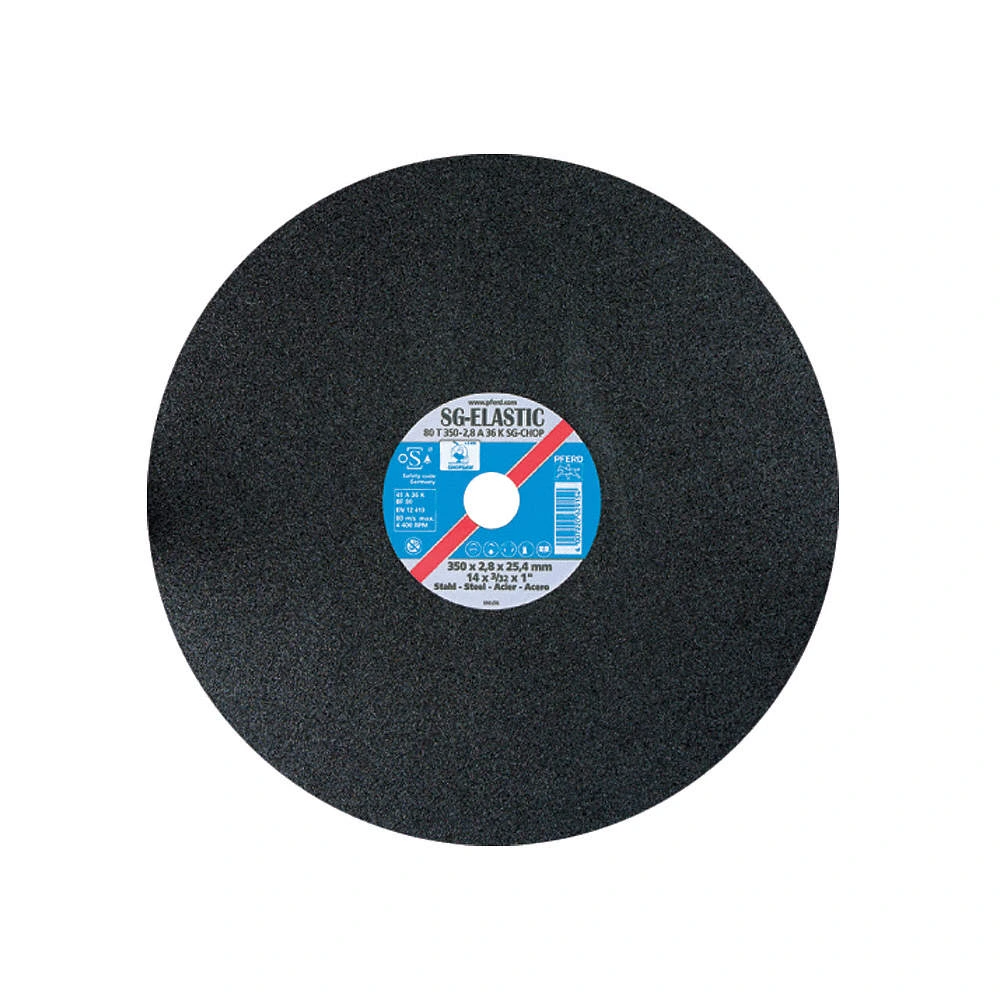 www.pferd.com
SG-ELASTIC
80 T 350-2,8 A 36 K SG-CHOP
S
CHOPSAW
PFERD
Safety code
Germany
41 A 36 K
BF 80
EN 12 413
80 m/s max.
4 400 RPM
350 x 2,8 x 25,4 mm
14 x 3/32 x 1"
Stahl - Steel - Acier - Acero